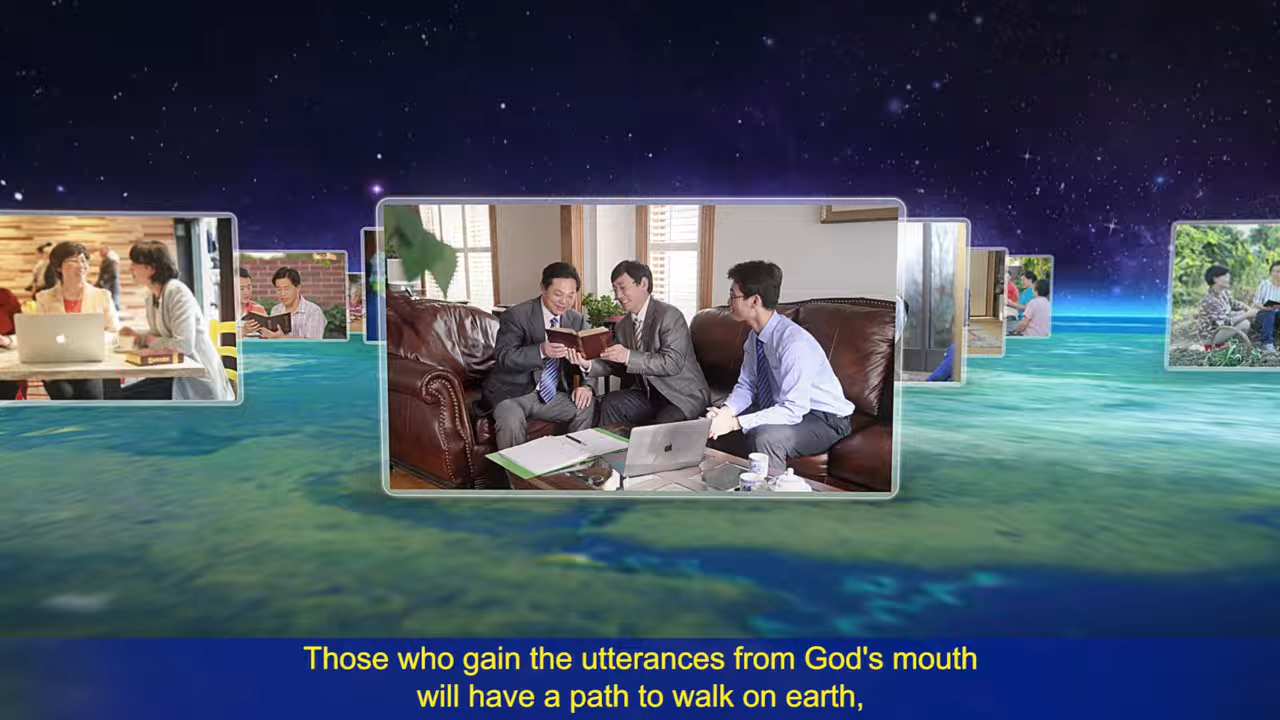 Those who gain the utterances from God's mouth
will have a path to walk on earth,